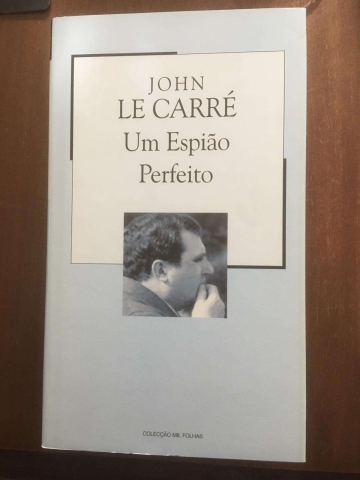 JOHN
LE CARRÉ
Um Espião
Perfeito
COLECÇÃO MIL FOLHAS